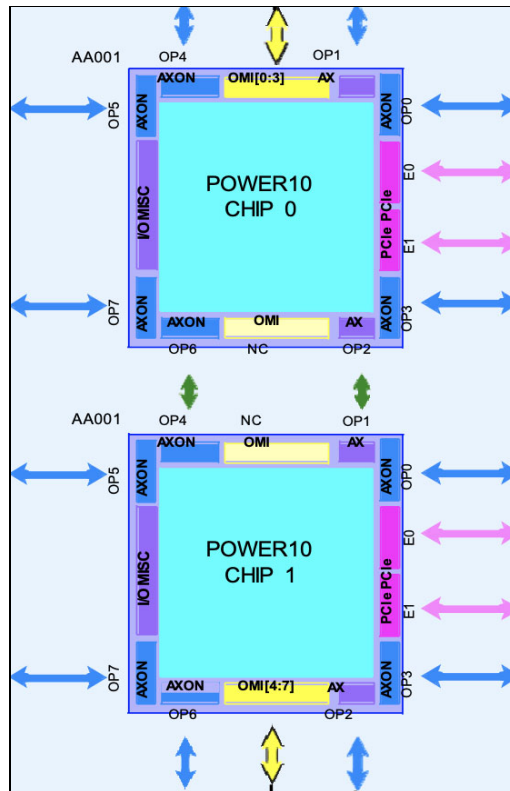 AA001 OP4 OP1
AXON OMI[0:3] AX
OP5 AXON AXON OP0
POWER10
CHIP 0
I/O MISC
PCIe PCIe
E0
E1
OP7 AXON AXON OP3
AXON OMI AX
OP6 NC OP2
AA001 OP4 NC OP1
AXON OMI AX
OP5 AXON AXON OP0
POWER10
CHIP 1
I/O MISC
PCIe PCIe
E0
E1
OP7 AXON AXON OP3
AXON OMI[4:7] AX
OP6 OP2